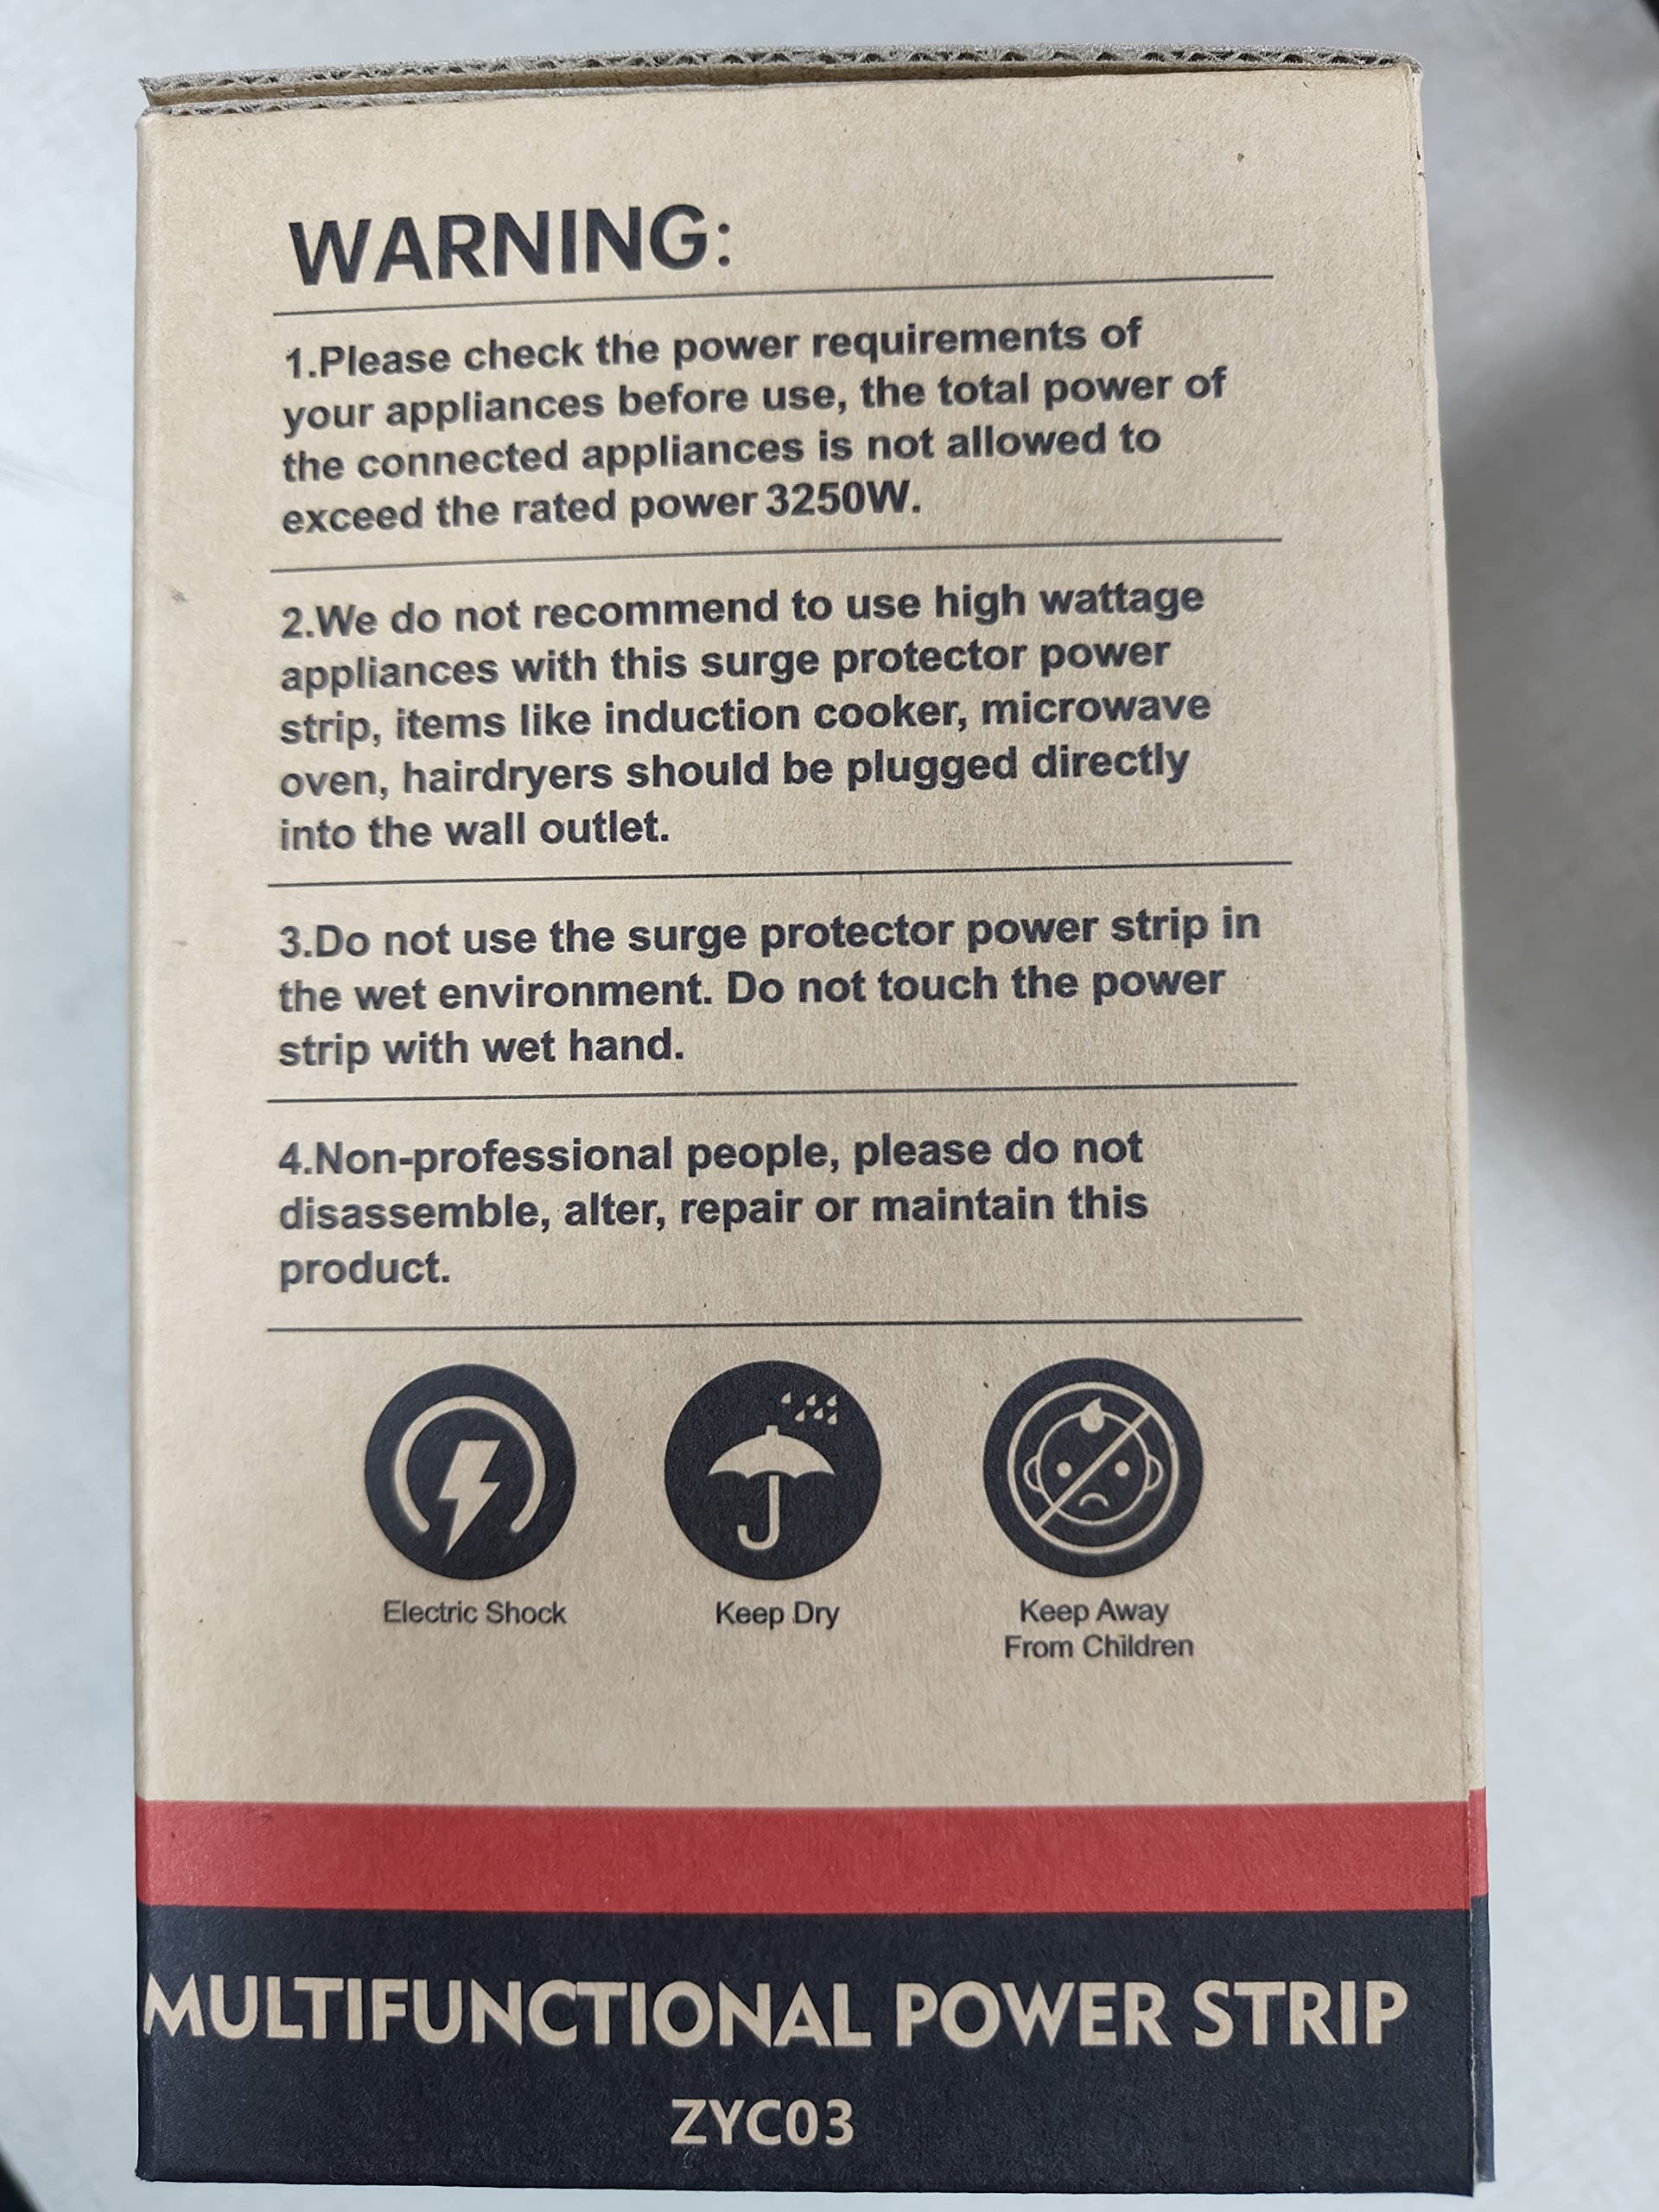 WARNING:
1.Please check the power requirements of
your appliances before use, the total power of
the connected appliances is not allowed to
exceed the rated power 3250W.
2.We do not recommend to use high wattage
appliances with this surge protector power
strip, items like induction cooker, microwave
oven, hairdryers should be plugged directly
into the wall outlet.
3.Do not use the surge protector power strip in
the wet environment. Do not touch the power
strip with wet hand.
4.Non-professional people, please do not
disassemble, alter, repair or maintain this
product.
Electric Shock
Keep Dry
Keep Away
From Children
MULTIFUNCTIONAL POWER STRIP
ZYC03